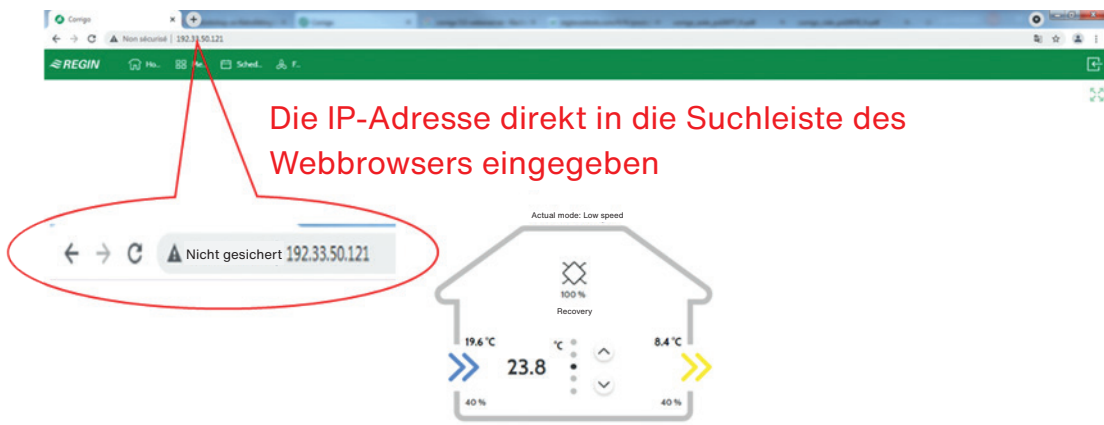 Corrigo
Non sécurisé | 192.33.50.121
REGIN Ho... Me... Sched... F...
Die IP-Adresse direkt in die Suchleiste des
Webbrowsers eingegeben
Nicht gesichert 192.33.50.121
Actual mode: Low speed
100 %
Recovery
19.6 °C
23.8 °C
8.4 °C
40 %
40 %